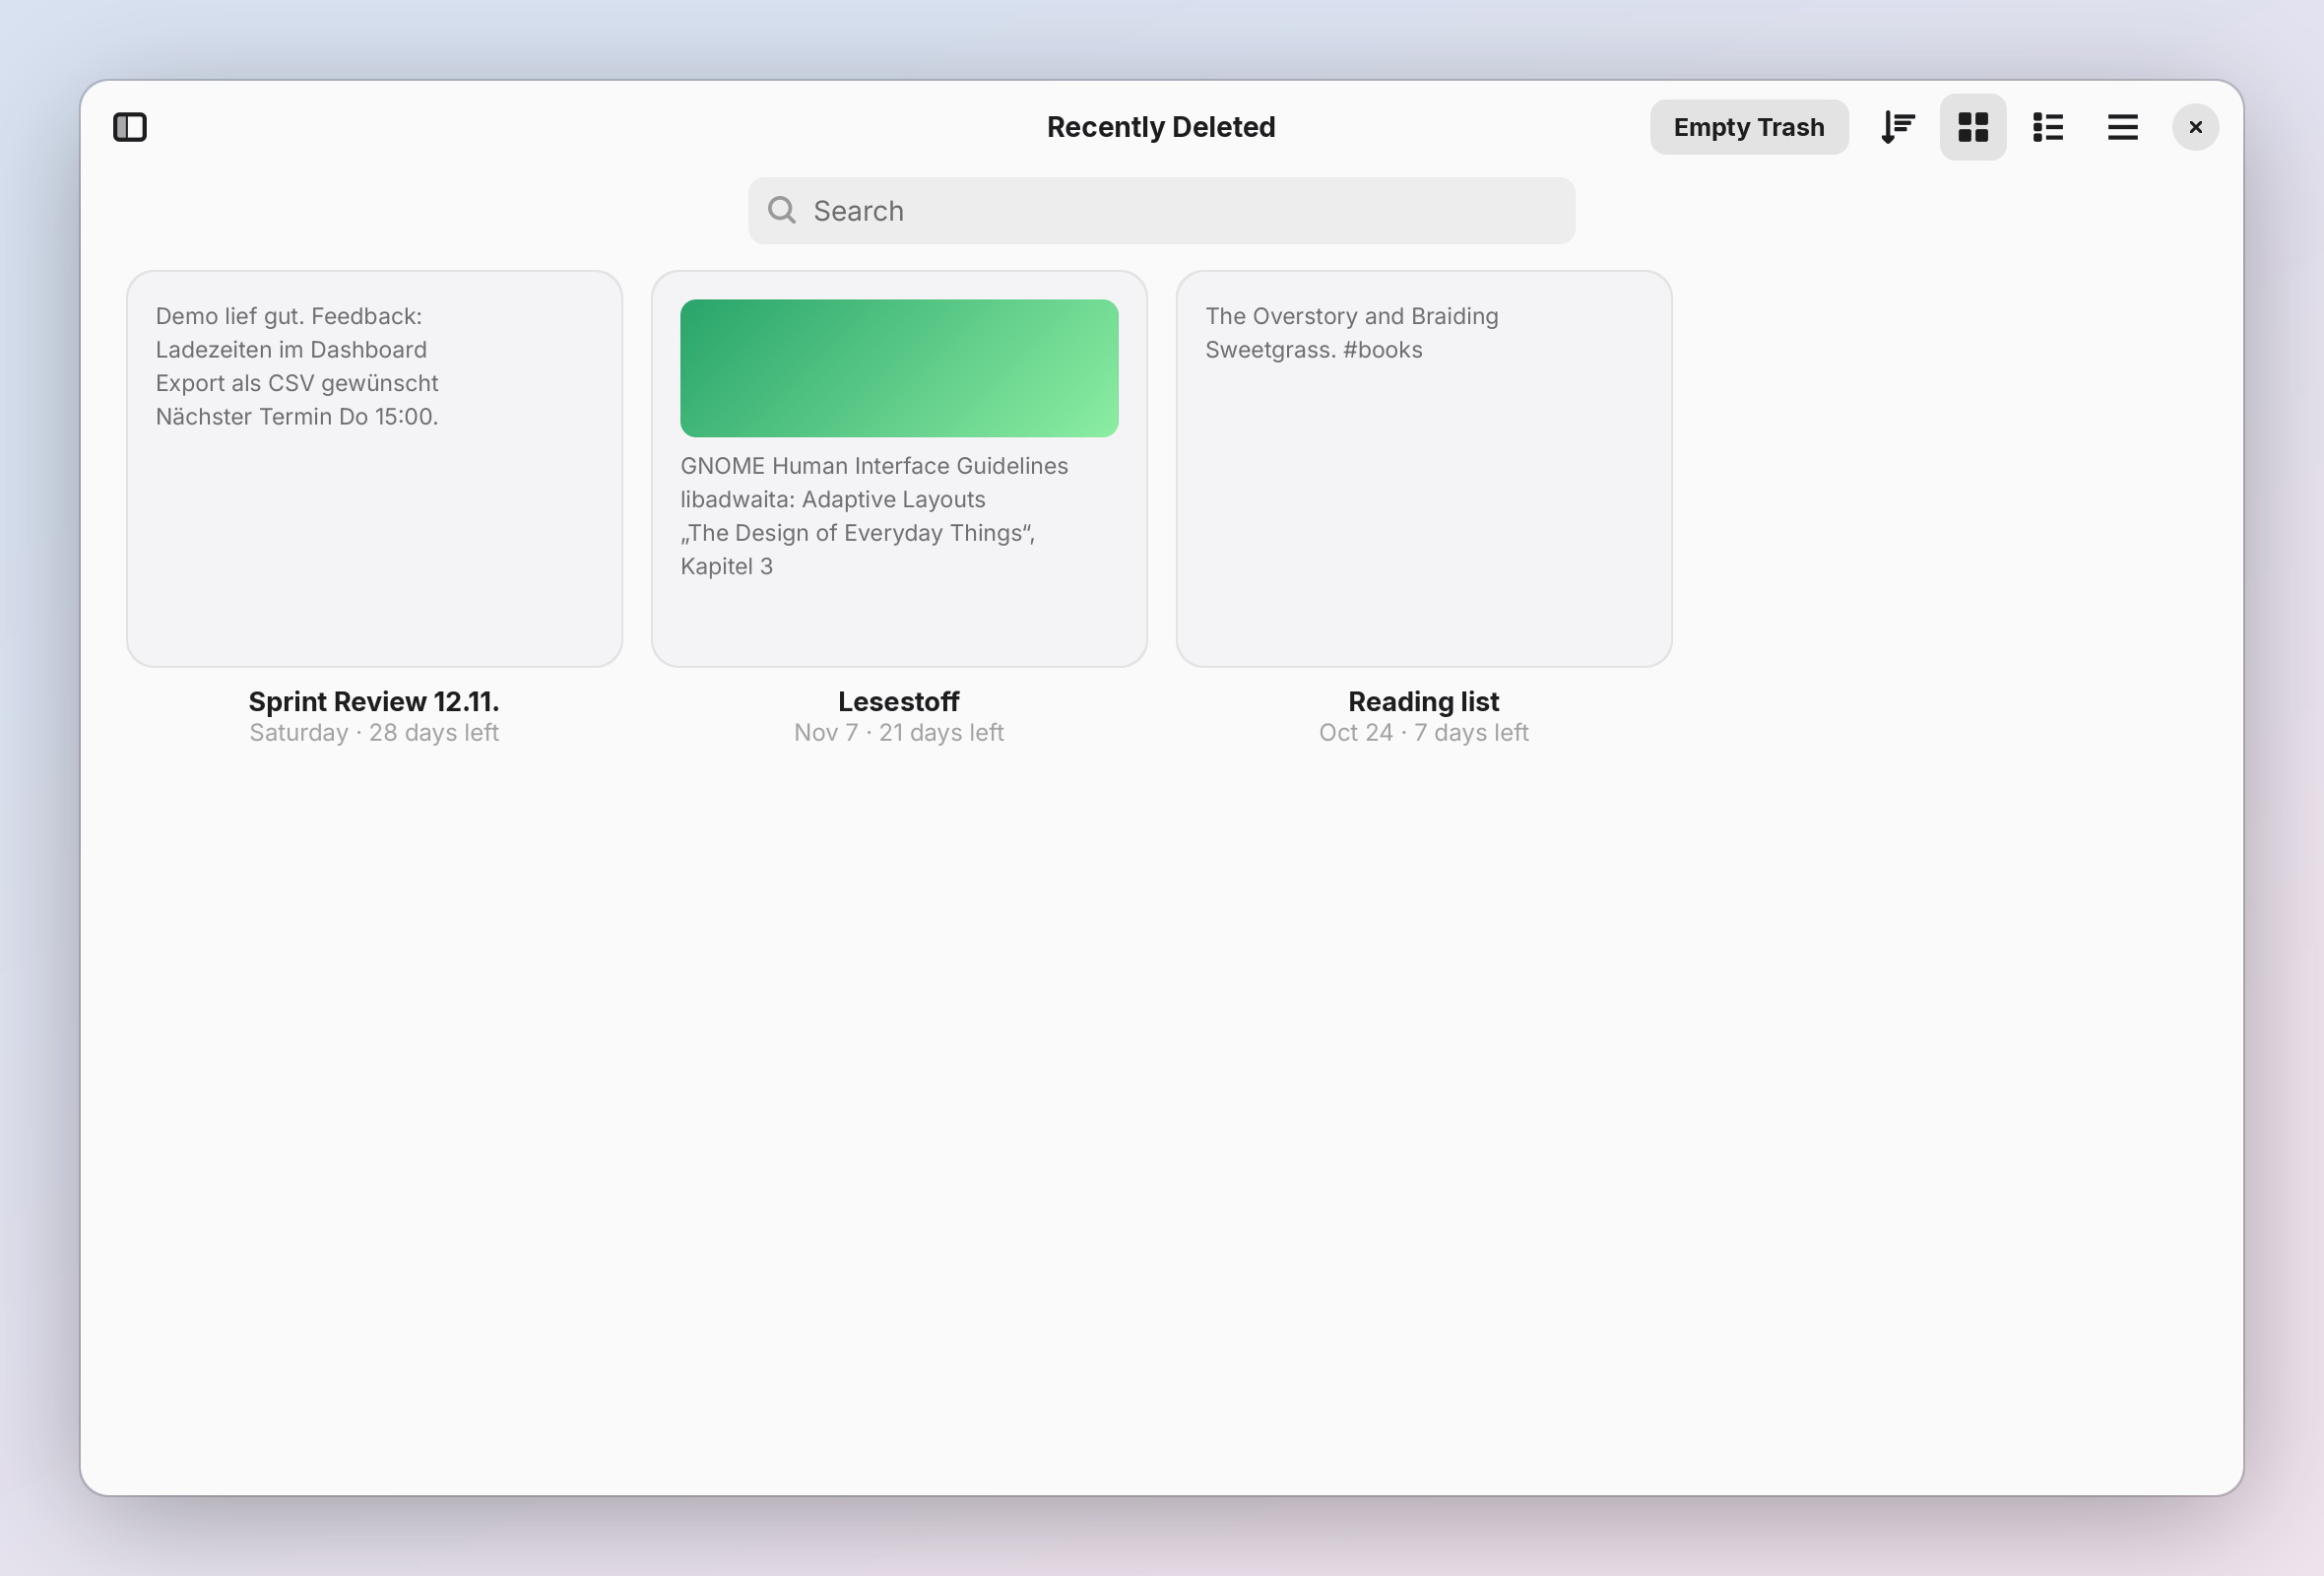 Recently Deleted
Empty Trash
Search
Demo lief gut. Feedback:
Ladezeiten im Dashboard
Export als CSV gewünscht
Nächster Termin Do 15:00.
Sprint Review 12.11.
Saturday · 28 days left
GNOME Human Interface Guidelines
libadwaita: Adaptive Layouts
„The Design of Everyday Things“,
Kapitel 3
Lesestoff
Nov 7 · 21 days left
The Overstory and Braiding
Sweetgrass. #books
Reading list
Oct 24 · 7 days left